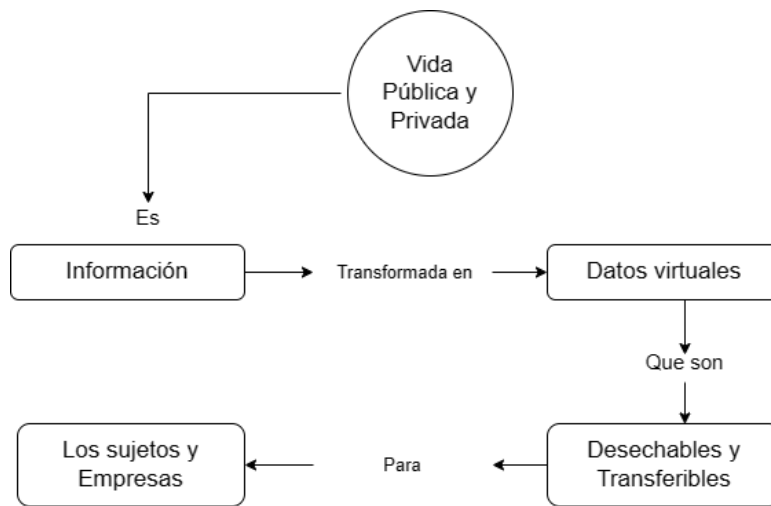 Vida
Pública y
Privada
Es
Información
Transformada en
Datos virtuales
Que son
Desechables y
Transferibles
Para
Los sujetos y
Empresas